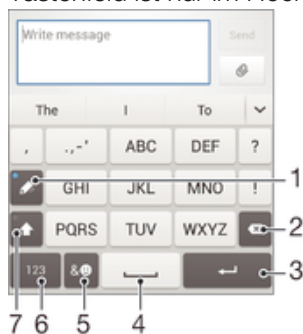 Tastenfeld ist nur im Hoch
Write message Send
The I To
, .,-' ABC DEF ?
GHI JKL MNO ! 1
PQRS TUV WXYZ 2
123 &☻ 3
7 6 5 4